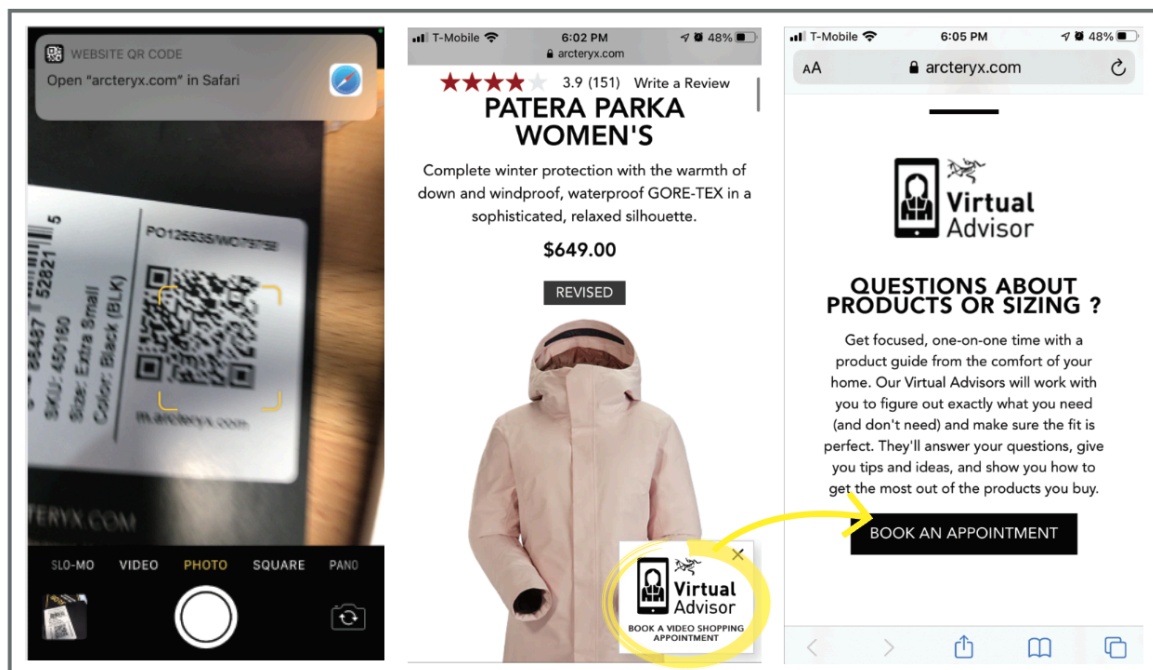 WEBSITE QR CODE
Open "arcteryx.com" in Safari
PO125535/WO79758
5
52821
86487
SKU: 450160
Size: Extra Small
Color: Black (BLK)
m.arcteryx.com
TERYX.COM
SLO-MO VIDEO PHOTO SQUARE PANO
T-Mobile 6:02 PM 48%
arcteryx.com
3.9 (151) Write a Review
PATERA PARKA
WOMEN'S
Complete winter protection with the warmth of
down and windproof, waterproof GORE-TEX in a
sophisticated, relaxed silhouette.
$649.00
REVISED
Virtual
Advisor
BOOK A VIDEO SHOPPING
APPOINTMENT
T-Mobile 6:05 PM 48%
AA arcteryx.com
Virtual
Advisor
QUESTIONS ABOUT
PRODUCTS OR SIZING ?
Get focused, one-on-one time with a
product guide from the comfort of your
home. Our Virtual Advisors will work with
you to figure out exactly what you need
(and don't need) and make sure the fit is
perfect. They'll answer your questions, give
you tips and ideas, and show you how to
get the most out of the products you buy.
BOOK AN APPOINTMENT